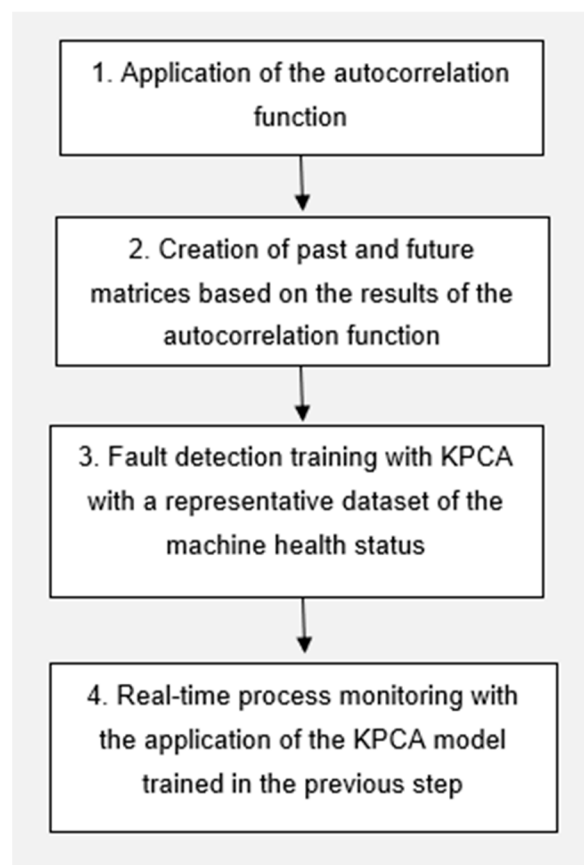 1. Application of the autocorrelation
function
2. Creation of past and future
matrices based on the results of the
autocorrelation function
3. Fault detection training with KPCA
with a representative dataset of the
machine health status
4. Real-time process monitoring with
the application of the KPCA model
trained in the previous step